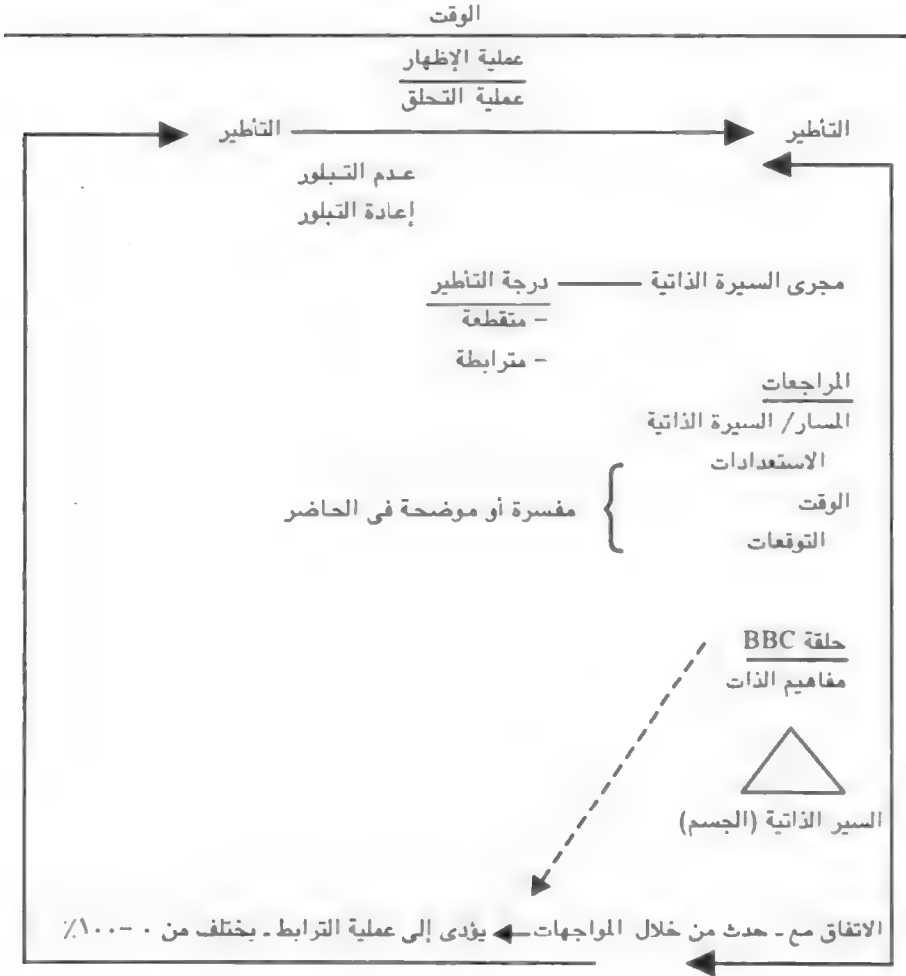 الوقت
عملية الإظهار
عملية التحلق
التأطير
التأطير
عدم التبلور
إعادة التبلور
مجرى السيرة الذاتية درجة التأطير
- متقطعة
- مترابطة
المراجعات
المسار/ السيرة الذاتية
الاستعدادات
الوقت
التوقعات
مفسرة أو موضحة فى الحاضر
حلقة BBC
مفاهيم الذات
السير الذاتية (الجسم)
الاتفاق مع - حدث من خلال المواجهات يؤدى إلى عملية الترابط - يختلف من ٠ -١٠٠٪